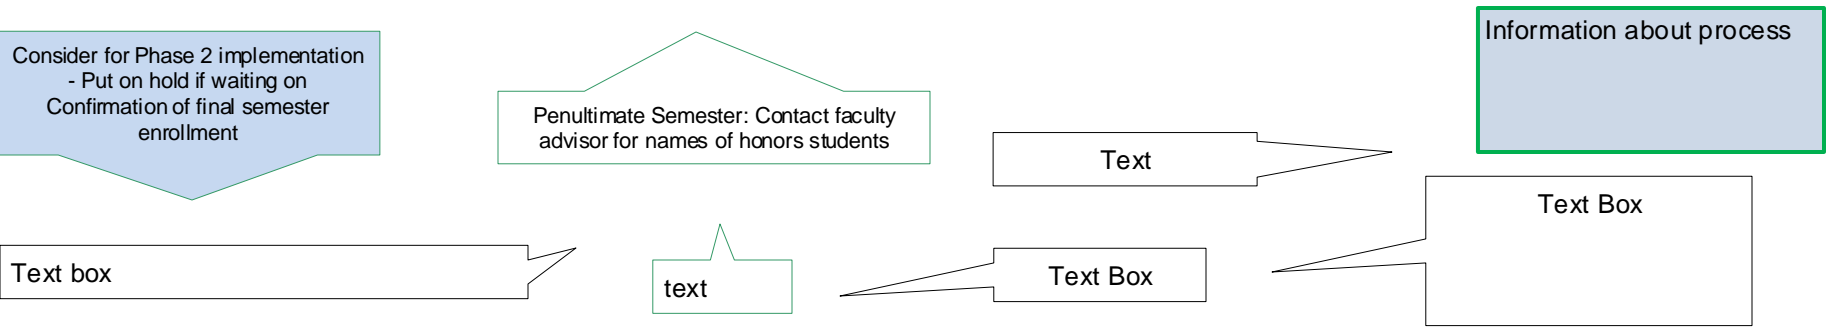 Consider for Phase 2 implementation
- Put on hold if waiting on
Confirmation of final semester
enrollment
Penultimate Semester: Contact faculty
advisor for names of honors students
Information about process
Text
Text Box
Text box
text
Text Box